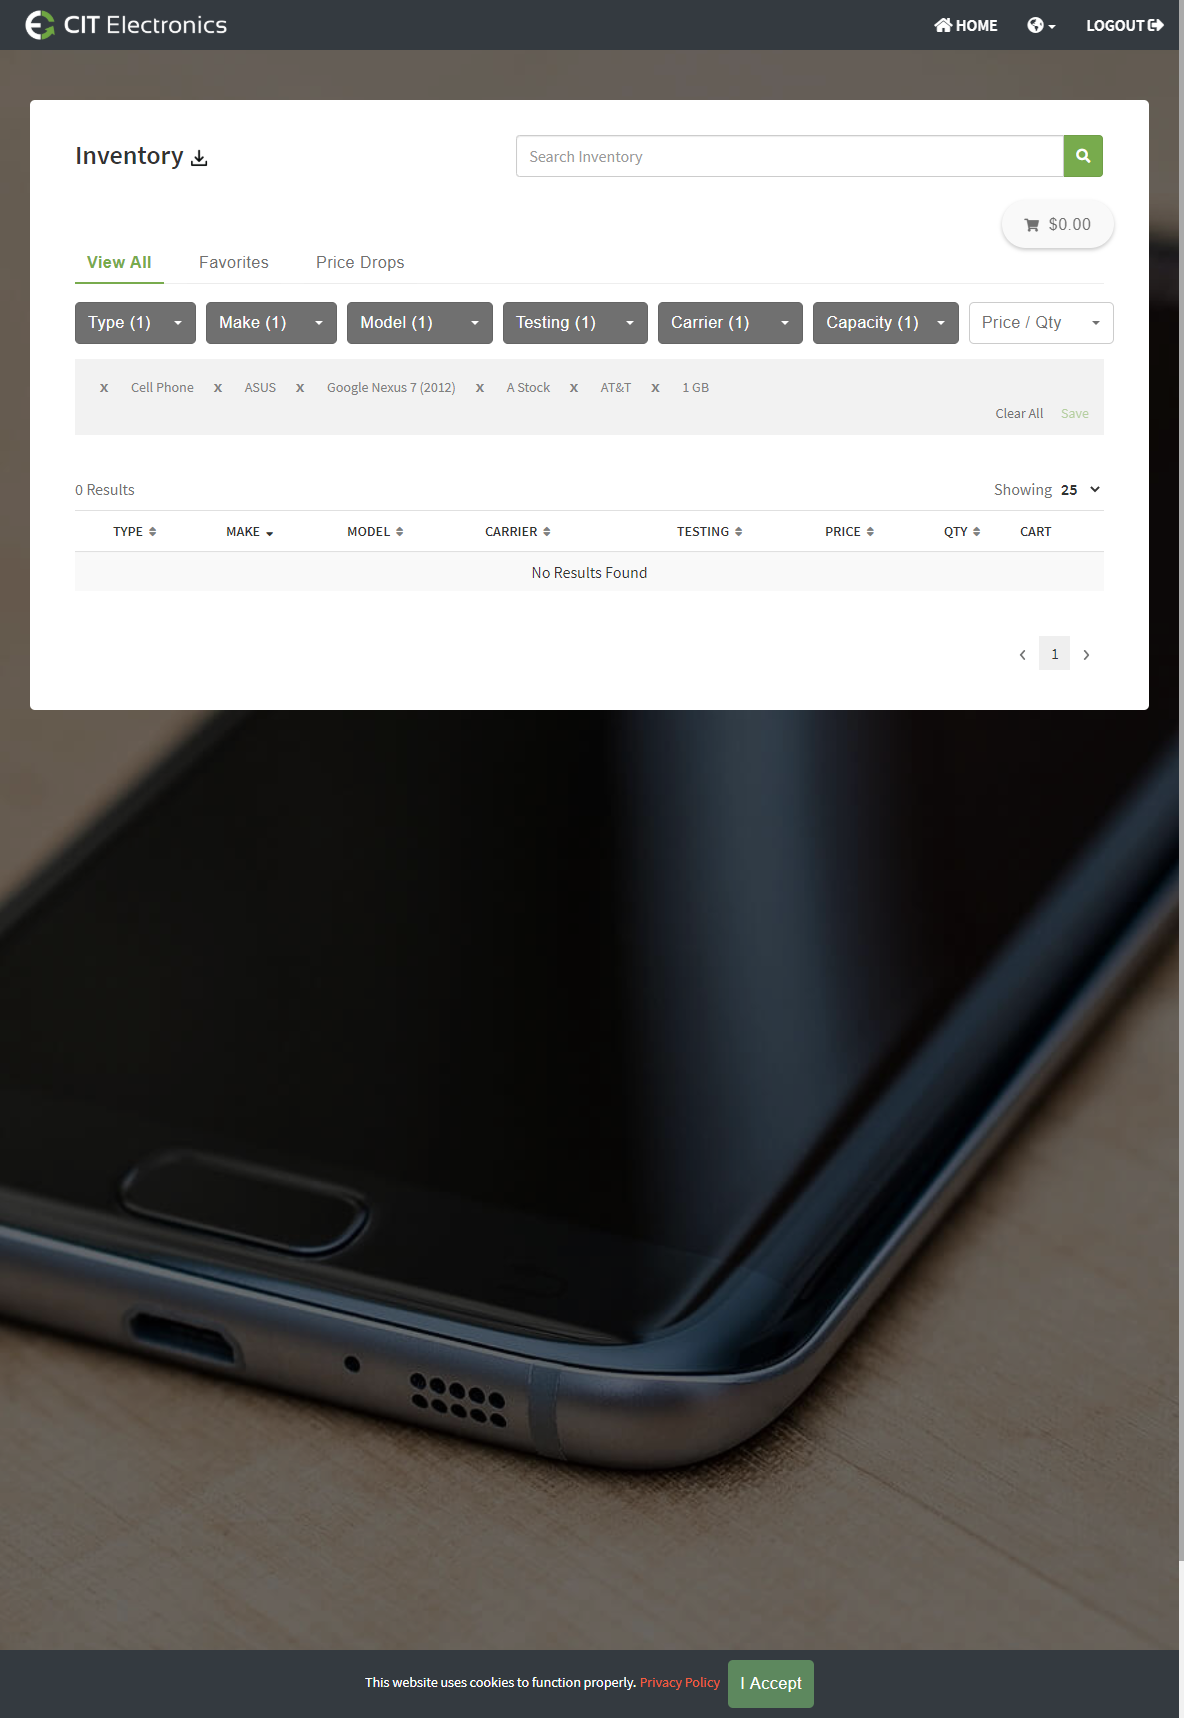 CIT Electronics
HOME
LOGOUT
Inventory
Search Inventory
$0.00
View All Favorites Price Drops
Type (1) Make (1) Model (1) Testing (1) Carrier (1) Capacity (1) Price / Qty
x Cell Phone x ASUS x Google Nexus 7 (2012) x A Stock x AT&T x 1 GB
Clear All Save
0 Results Showing 25
TYPE MAKE MODEL CARRIER TESTING PRICE QTY CART
No Results Found
‹ 1 ›
This website uses cookies to function properly. Privacy Policy I Accept